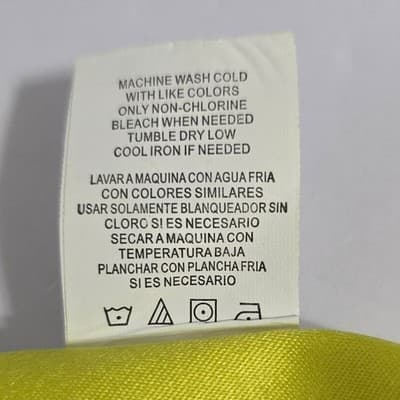 MACHINE WASH COLD
WITH LIKE COLORS
ONLY NON-CHLORINE
BLEACH WHEN NEEDED
TUMBLE DRY LOW
COOL IRON IF NEEDED
LAVAR A MAQUINA CON AGUA FRIA
CON COLORES SIMILARES
USAR SOLAMENTE BLANQUEADOR SIN
CLORO SI ES NECESARIO
SECAR A MAQUINA CON
TEMPERATURA BAJA
PLANCHAR CON PLANCHA FRIA
SI ES NECESARIO